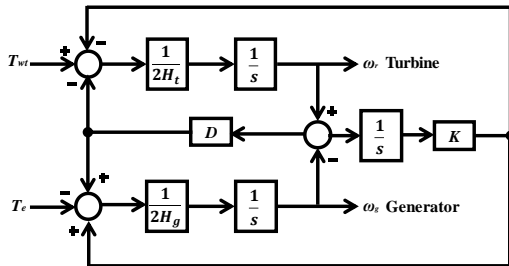 −
+
T_wt
−
1/2H_t
1/s
ω_r Turbine
+
D
1/s
K
−
+
−
T_e
+
1/2H_g
1/s
ω_g Generator